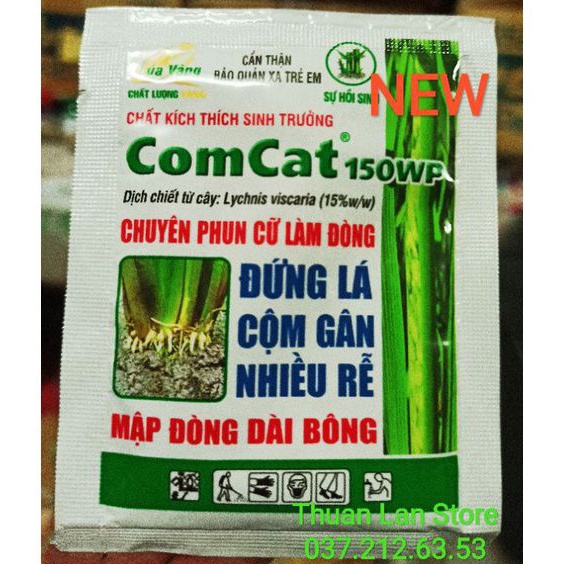 Vàng
CHẤT LƯỢNG VÀNG
CẨN THẬN
BẢO QUẢN XA TRẺ EM
SỰ HỒI SINH
NEW
CHẤT KÍCH THÍCH SINH TRƯỞNG
ComCat® 150WP
Dịch chiết từ cây: Lychnis viscaria (15%w/w)
CHUYÊN PHUN CỮ LÀM ĐÒNG
ĐỨNG LÁ
CỘM GÂN
NHIỀU RỄ
MẬP ĐÒNG DÀI BÔNG
Thuan Lan Store
037.212.63.53